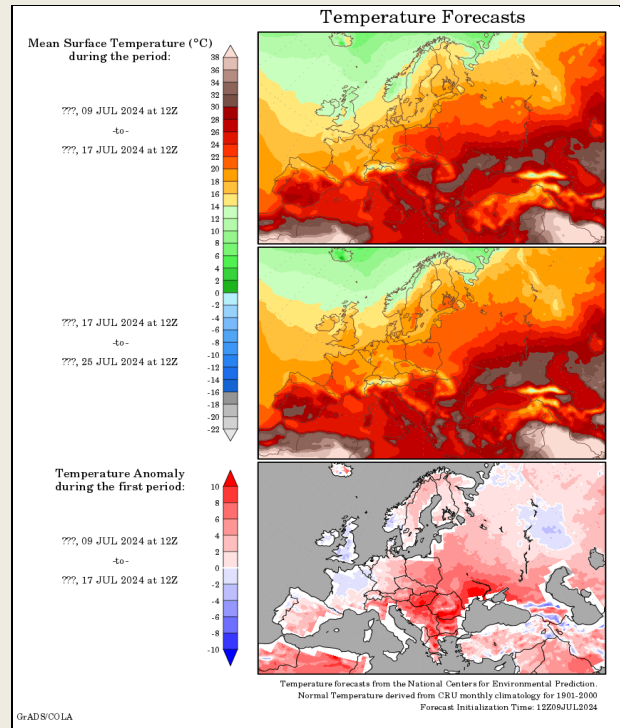 Temperature Forecasts
Mean Surface Temperature (°C)
during the period:
???, 09 JUL 2024 at 12Z
-to-
???, 17 JUL 2024 at 12Z
38
36
34
32
30
28
26
24
22
20
18
16
14
12
10
8
6
4
2
0
-2
-4
-6
-8
-10
-12
-14
-16
-18
-20
-22
???, 17 JUL 2024 at 12Z
-to-
???, 25 JUL 2024 at 12Z
Temperature Anomaly
during the first period:
???, 09 JUL 2024 at 12Z
-to-
???, 17 JUL 2024 at 12Z
10
8
6
4
2
0
-2
-4
-6
-8
-10
Temperature forecasts from the National Centers for Environmental Prediction.
Normal Temperature derived from CRU monthly climatology for 1901-2000
Forecast Initialization Time: 12Z09JUL2024
GrADS/COLA